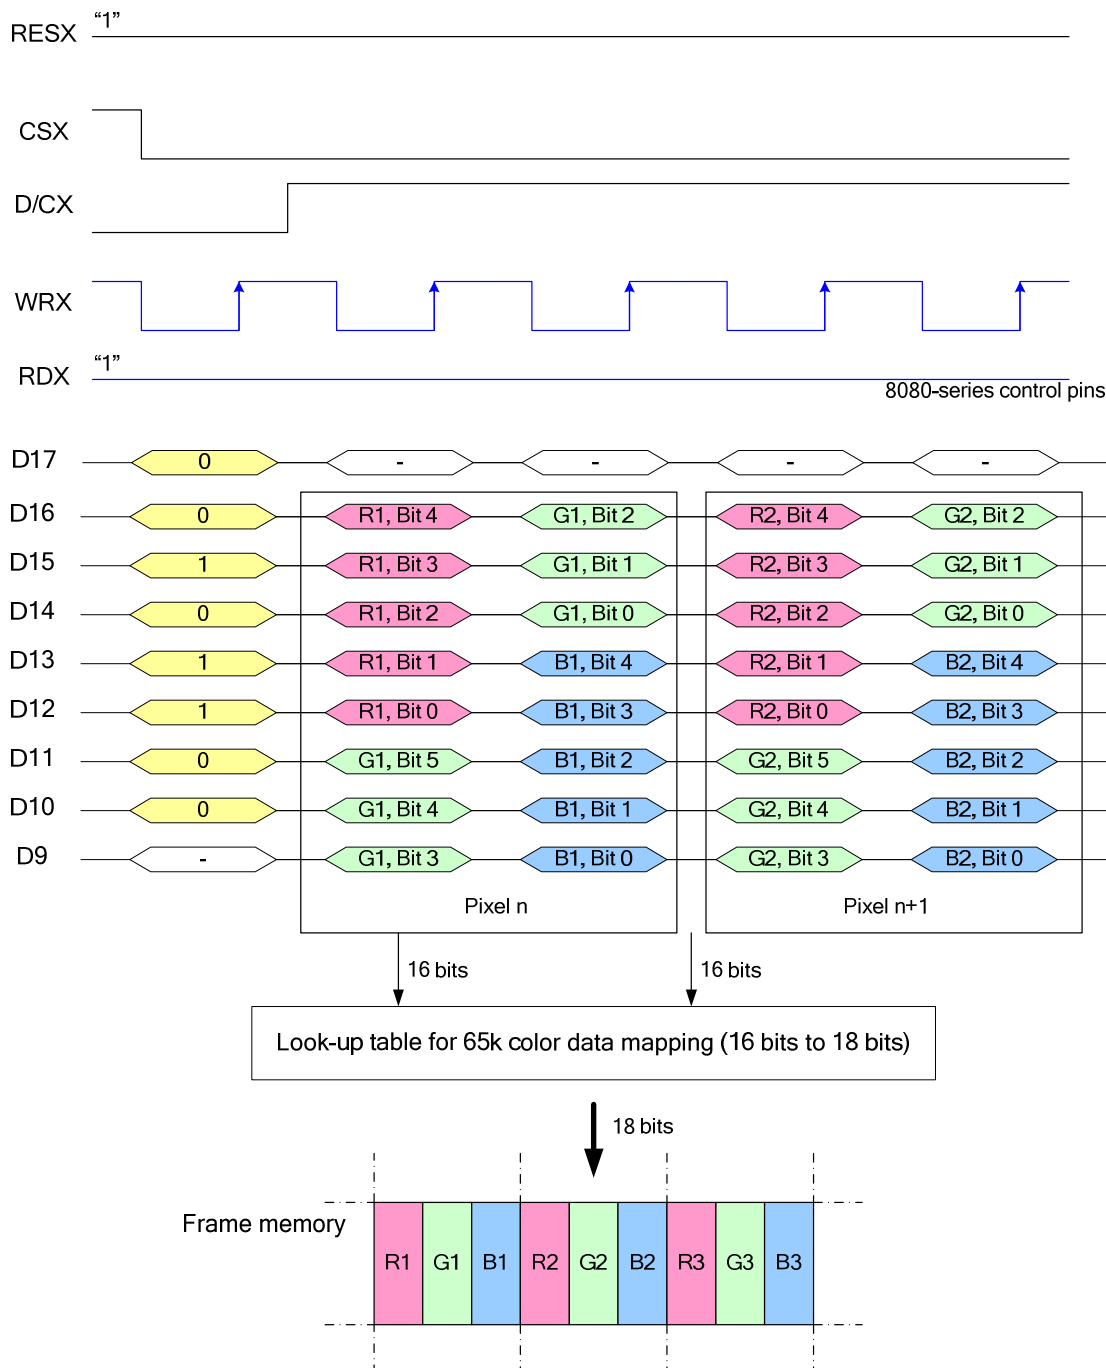 RESX “1”
CSX
D/CX
WRX
RDX “1”
8080-series control pins
D17 0 - - - -
D16 0 R1, Bit 4 G1, Bit 2 R2, Bit 4 G2, Bit 2
D15 1 R1, Bit 3 G1, Bit 1 R2, Bit 3 G2, Bit 1
D14 0 R1, Bit 2 G1, Bit 0 R2, Bit 2 G2, Bit 0
D13 1 R1, Bit 1 B1, Bit 4 R2, Bit 1 B2, Bit 4
D12 1 R1, Bit 0 B1, Bit 3 R2, Bit 0 B2, Bit 3
D11 0 G1, Bit 5 B1, Bit 2 G2, Bit 5 B2, Bit 2
D10 0 G1, Bit 4 B1, Bit 1 G2, Bit 4 B2, Bit 1
D9 - G1, Bit 3 B1, Bit 0 G2, Bit 3 B2, Bit 0
Pixel n Pixel n+1
16 bits 16 bits
Look-up table for 65k color data mapping (16 bits to 18 bits)
18 bits
Frame memory
R1 G1 B1 R2 G2 B2 R3 G3 B3